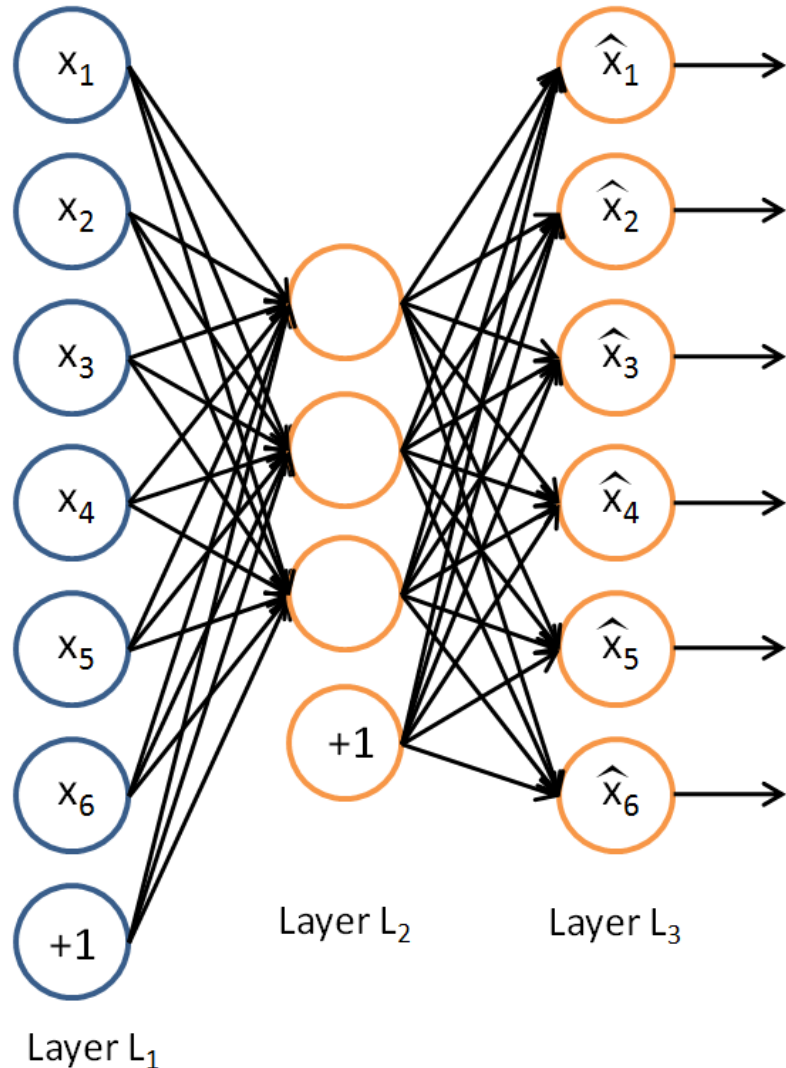 x₁
x₂
x₃
x₄
x₅
x₆
+1
Layer L₁
+1
Layer L₂
x̂₁
x̂₂
x̂₃
x̂₄
x̂₅
x̂₆
Layer L₃